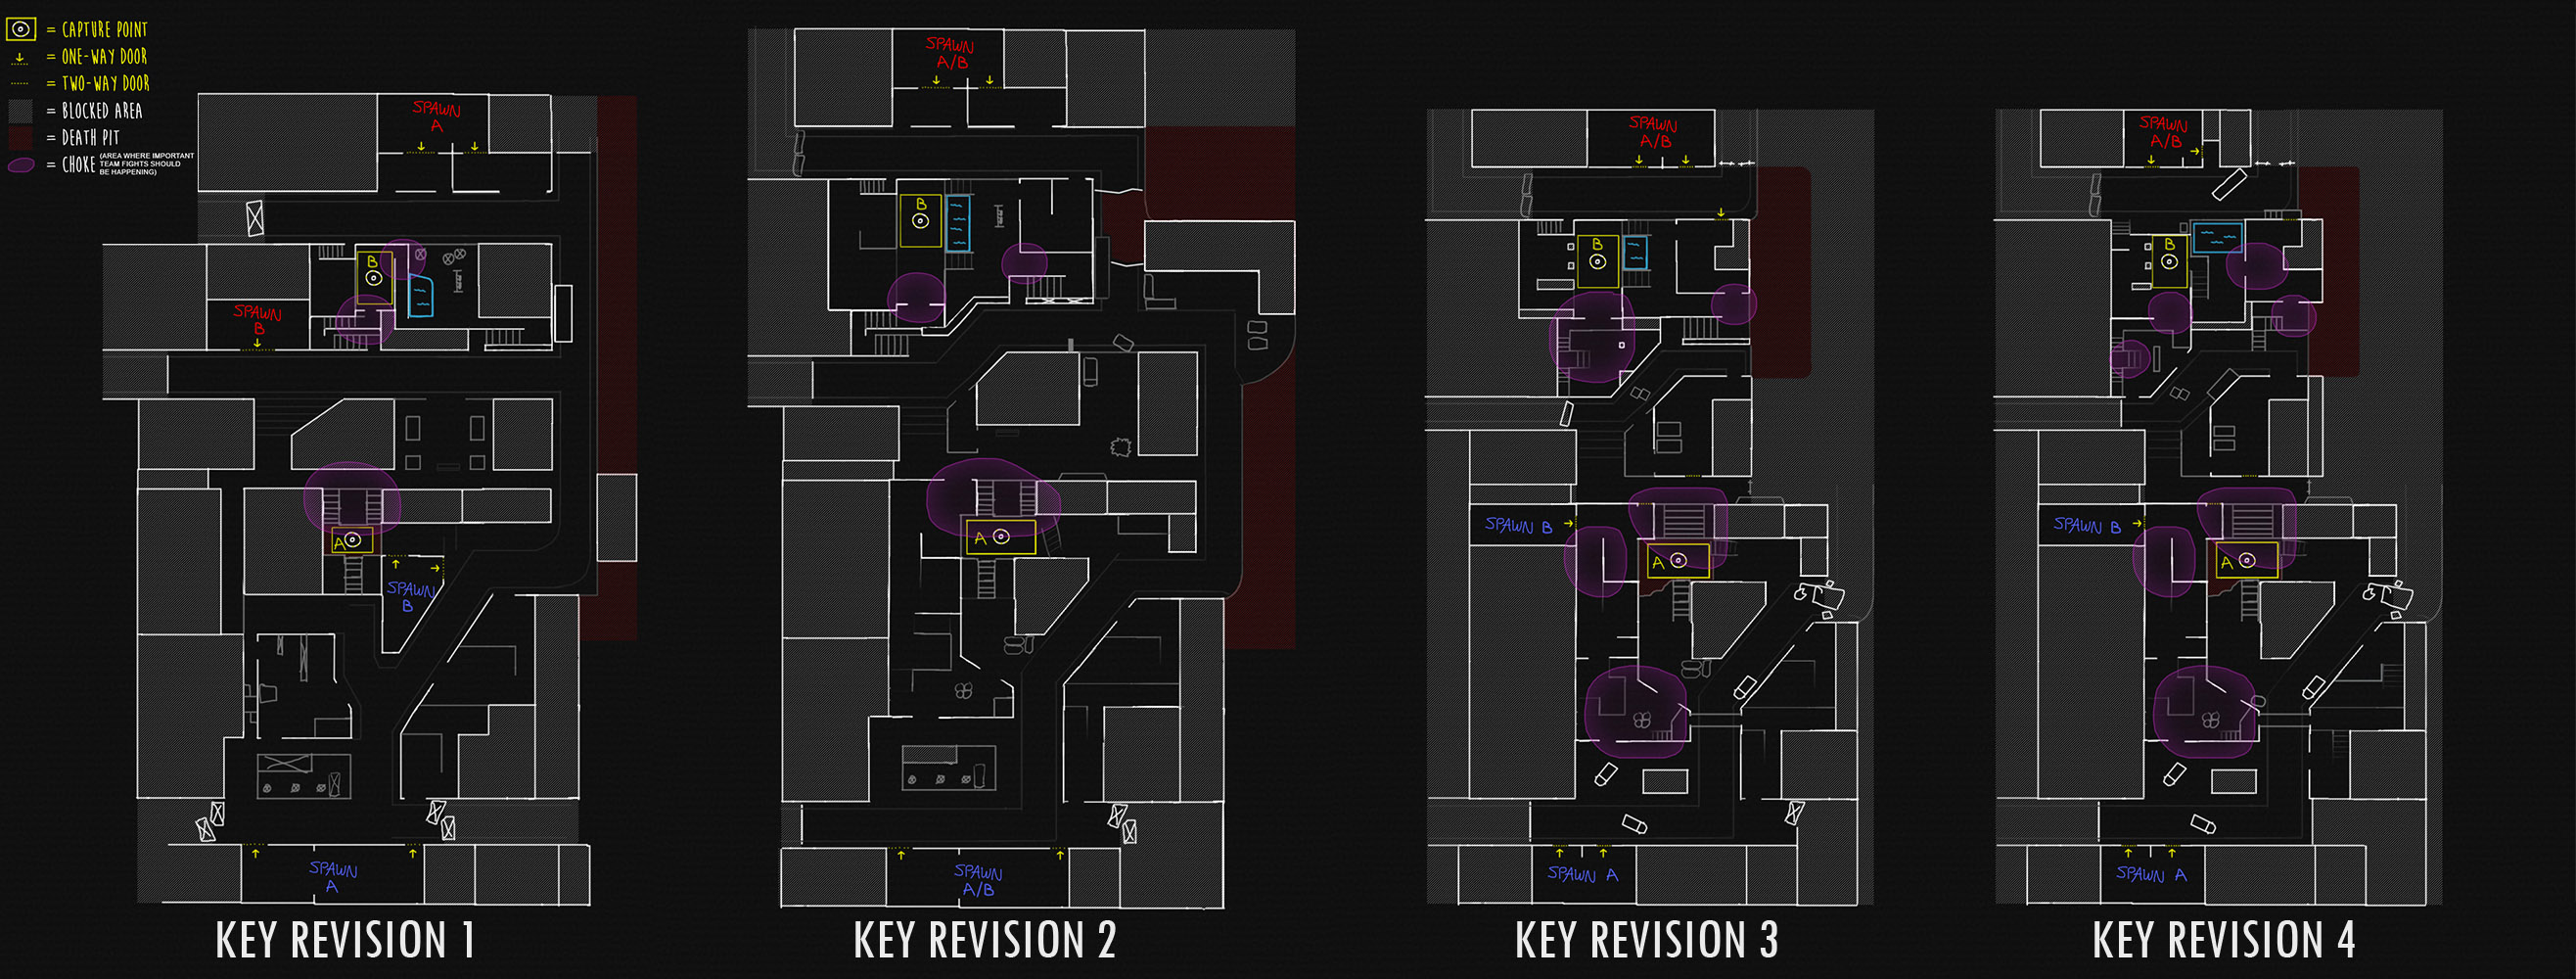 = CAPTURE POINT
= ONE-WAY DOOR
= TWO-WAY DOOR
= BLOCKED AREA
= DEATH PIT
= CHOKE (AREA WHERE IMPORTANT
TEAM FIGHTS SHOULD
BE HAPPENING)
SPAWN
A
B
SPAWN
B
A
SPAWN
B
SPAWN
A
KEY REVISION 1
SPAWN
A/B
B
A
SPAWN
A/B
KEY REVISION 2
SPAWN
A/B
B
SPAWN B
A
SPAWN A
KEY REVISION 3
SPAWN
A/B
B
SPAWN B
A
SPAWN A
KEY REVISION 4